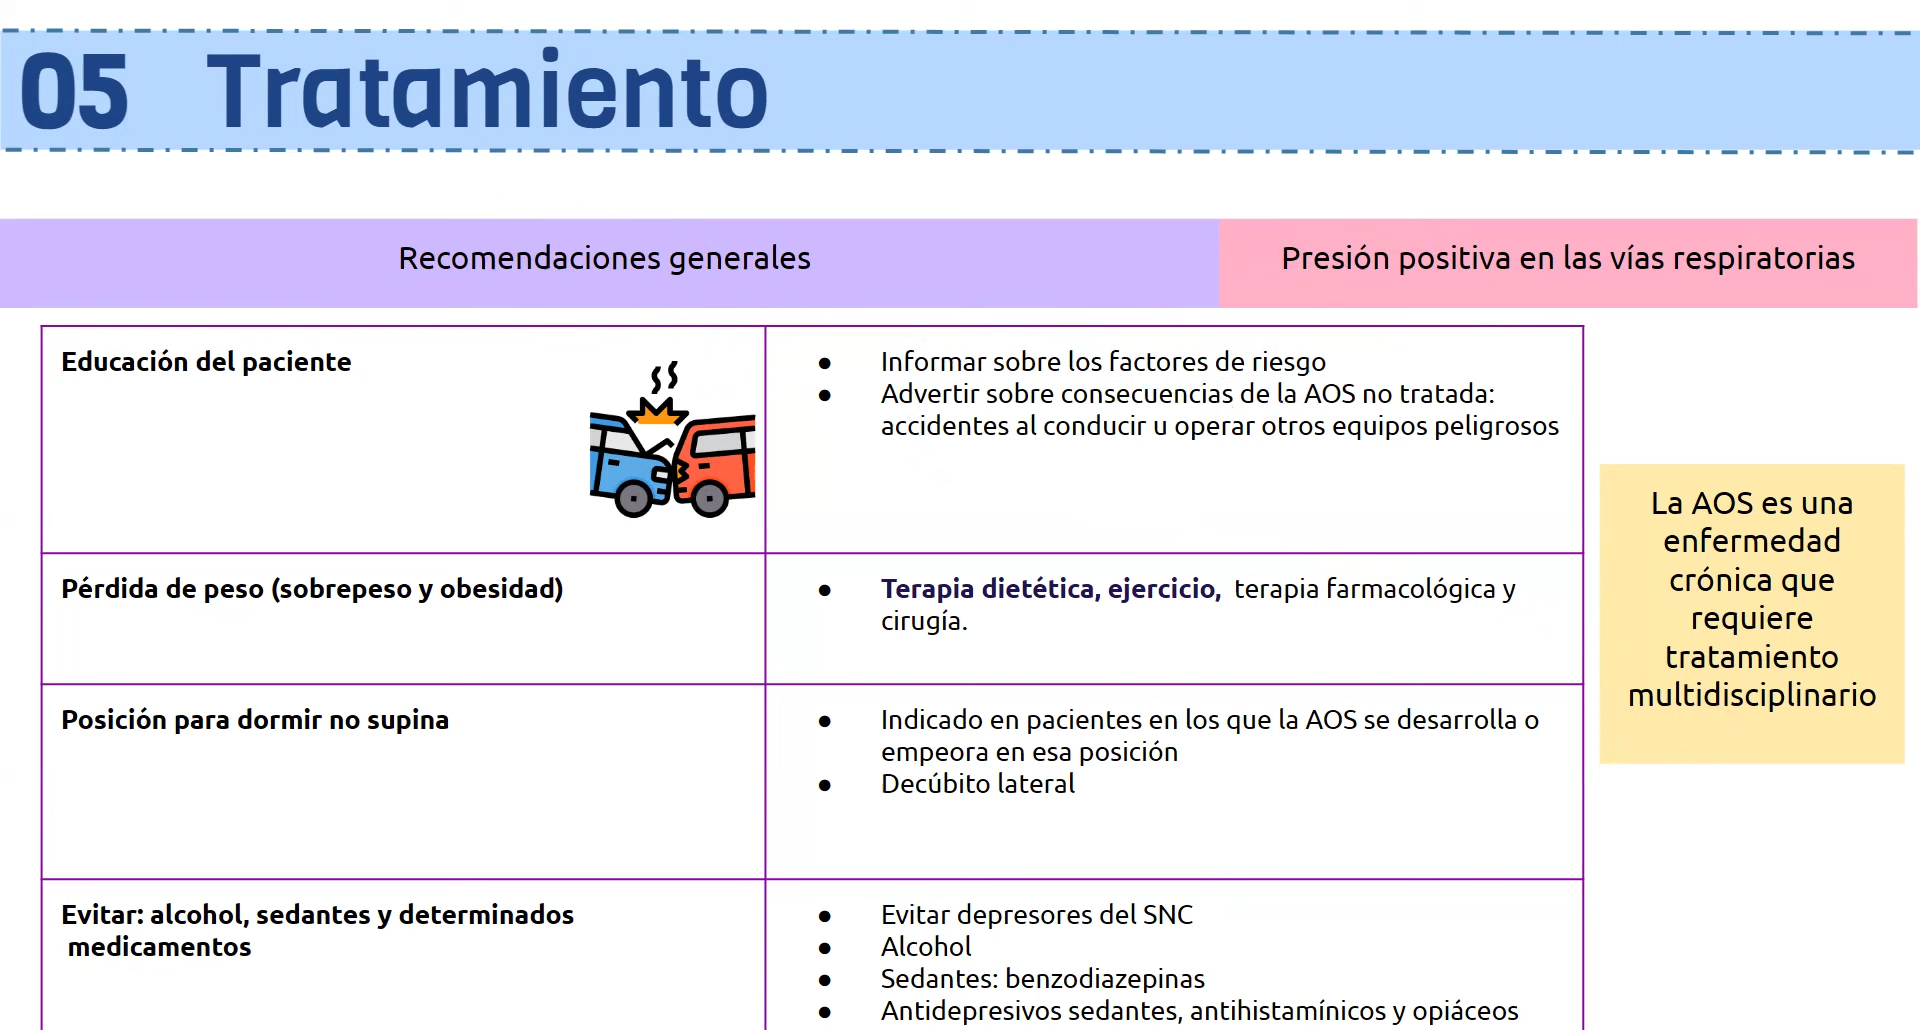 05 Tratamiento
Recomendaciones generales
Presión positiva en las vías respiratorias
Educación del paciente
● Informar sobre los factores de riesgo
● Advertir sobre consecuencias de la AOS no tratada:
accidentes al conducir u operar otros equipos peligrosos
Pérdida de peso (sobrepeso y obesidad)
● Terapia dietética, ejercicio, terapia farmacológica y
cirugía.
Posición para dormir no supina
● Indicado en pacientes en los que la AOS se desarrolla o
empeora en esa posición
● Decúbito lateral
Evitar: alcohol, sedantes y determinados
medicamentos
● Evitar depresores del SNC
● Alcohol
● Sedantes: benzodiazepinas
● Antidepresivos sedantes, antihistamínicos y opiáceos
La AOS es una
enfermedad
crónica que
requiere
tratamiento
multidisciplinario